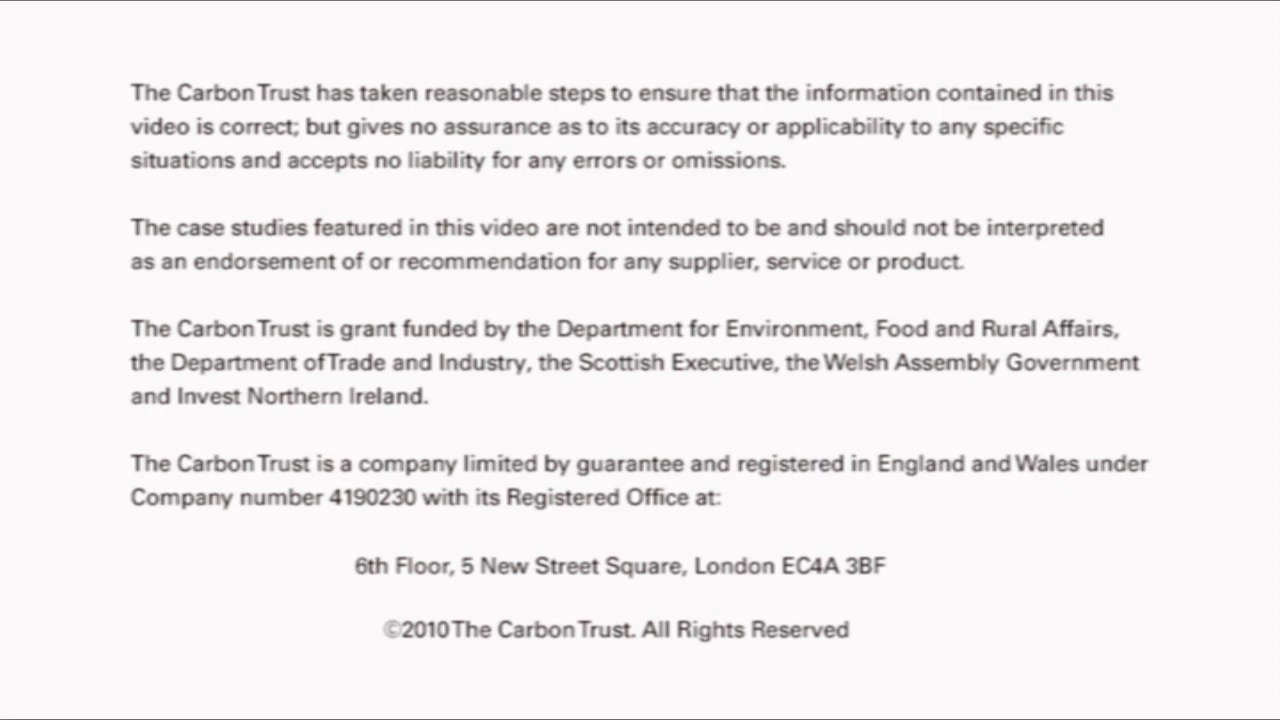 The Carbon Trust has taken reasonable steps to ensure that the information contained in this
video is correct; but gives no assurance as to its accuracy or applicability to any specific
situations and accepts no liability for any errors or omissions.
The case studies featured in this video are not intended to be and should not be interpreted
as an endorsement of or recommendation for any supplier, service or product.
The Carbon Trust is grant funded by the Department for Environment, Food and Rural Affairs,
the Department of Trade and Industry, the Scottish Executive, the Welsh Assembly Government
and Invest Northern Ireland.
The Carbon Trust is a company limited by guarantee and registered in England and Wales under
Company number 4190230 with its Registered Office at:
6th Floor, 5 New Street Square, London EC4A 3BF
©2010 The Carbon Trust. All Rights Reserved